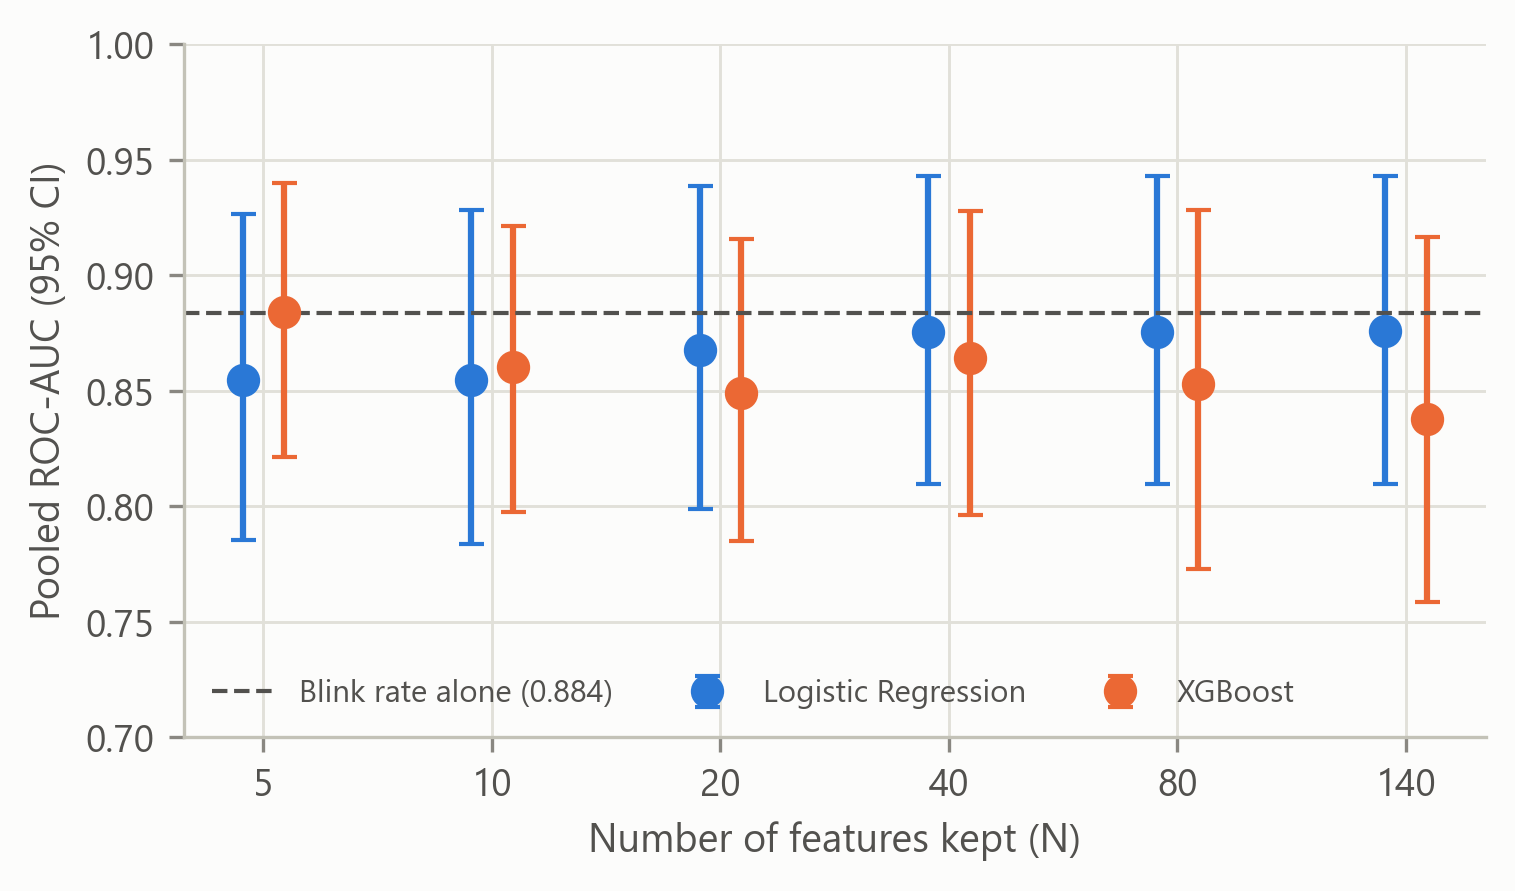 1.00
0.95
0.90
0.85
0.80
0.75
0.70
Pooled ROC-AUC (95% CI)
Blink rate alone (0.884)
Logistic Regression
XGBoost
5 10 20 40 80 140
Number of features kept (N)